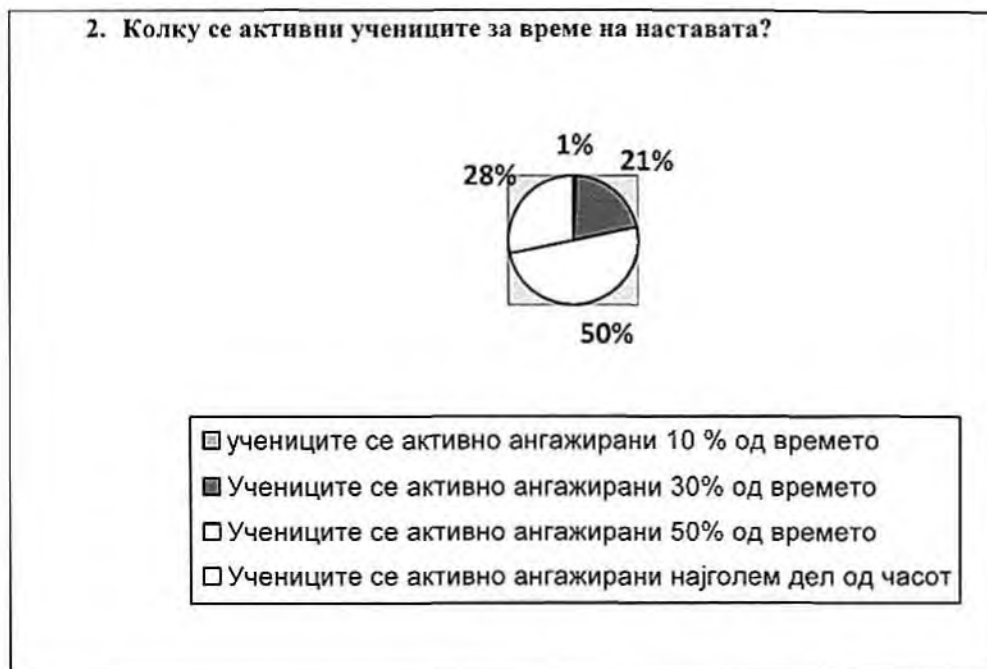 2. Колку се активни учениците за време на наставата?
1%
28%
21%
50%
учениците се активно ангажирани 10 % од времето
Учениците се активно ангажирани 30% од времето
Учениците се активно ангажирани 50% од времето
Учениците се активно ангажирани најголем дел од часот